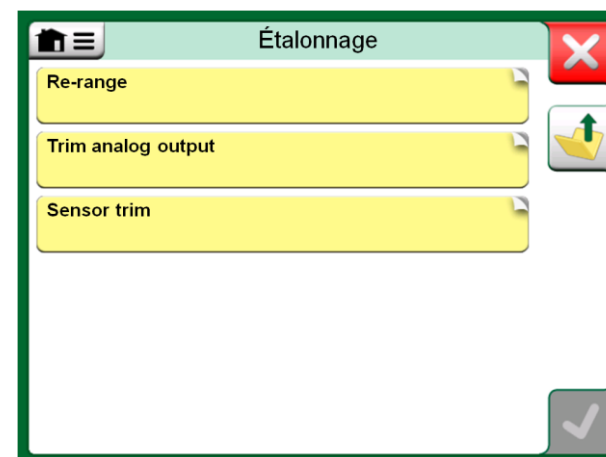 Étalonnage
Re-range
Trim analog output
Sensor trim